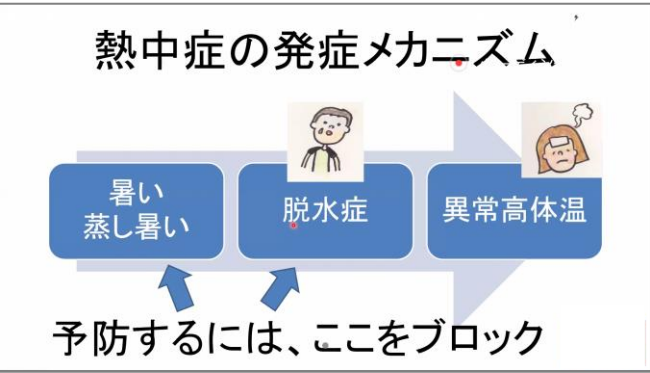 熱中症の発症メカニズム
暑い
蒸し暑い
脱水症
異常高体温
予防するには、ここをブロック